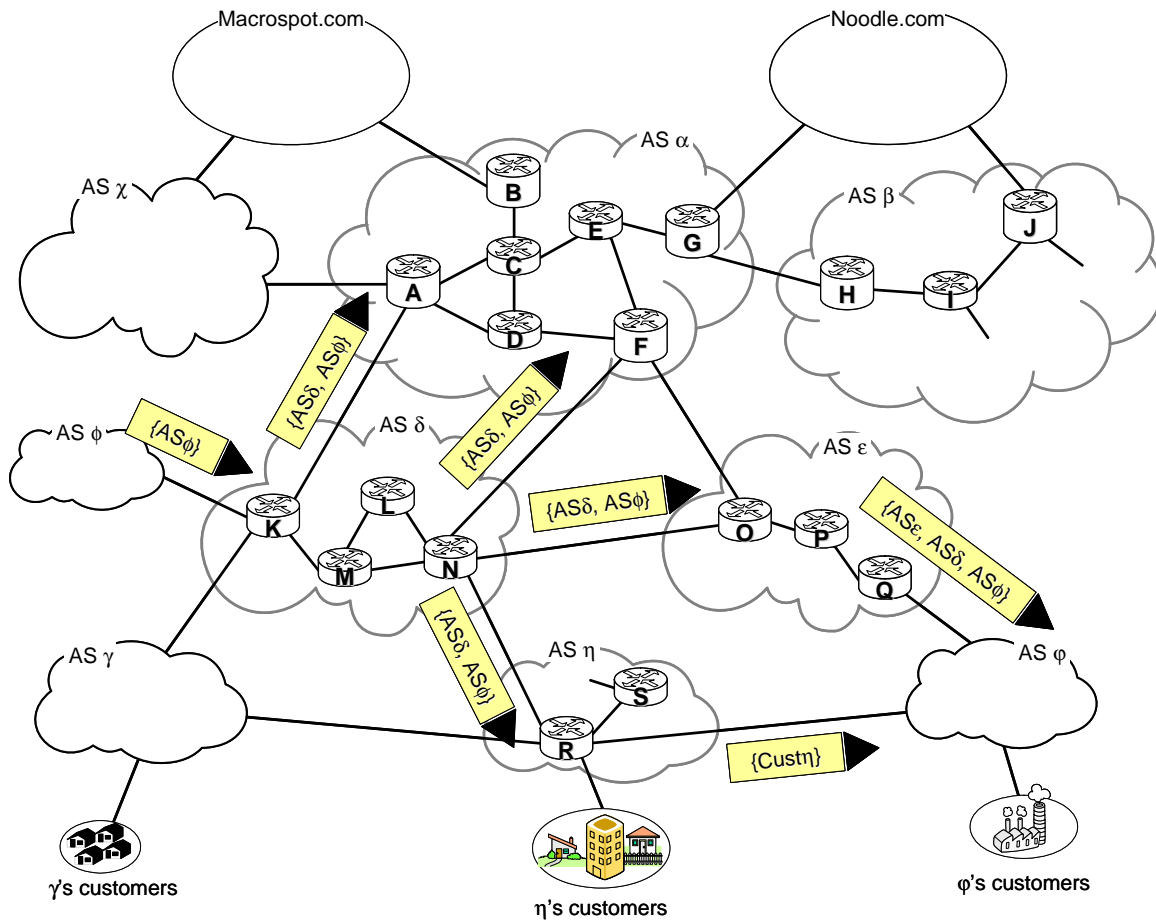 Macrospot.com
Noodle.com
AS α
AS χ
B
AS β
E
G
J
C
A
H
I
D
F
{ASδ, ASϕ}
{ASδ, ASϕ}
AS ϕ
{ASϕ}
AS δ
AS ε
L
{ASδ, ASϕ}
{ASε, ASδ, ASϕ}
K
O
P
M
N
Q
{ASδ, ASϕ}
AS γ
AS η
AS φ
S
R
{Custη}
γ's customers
η's customers
φ's customers